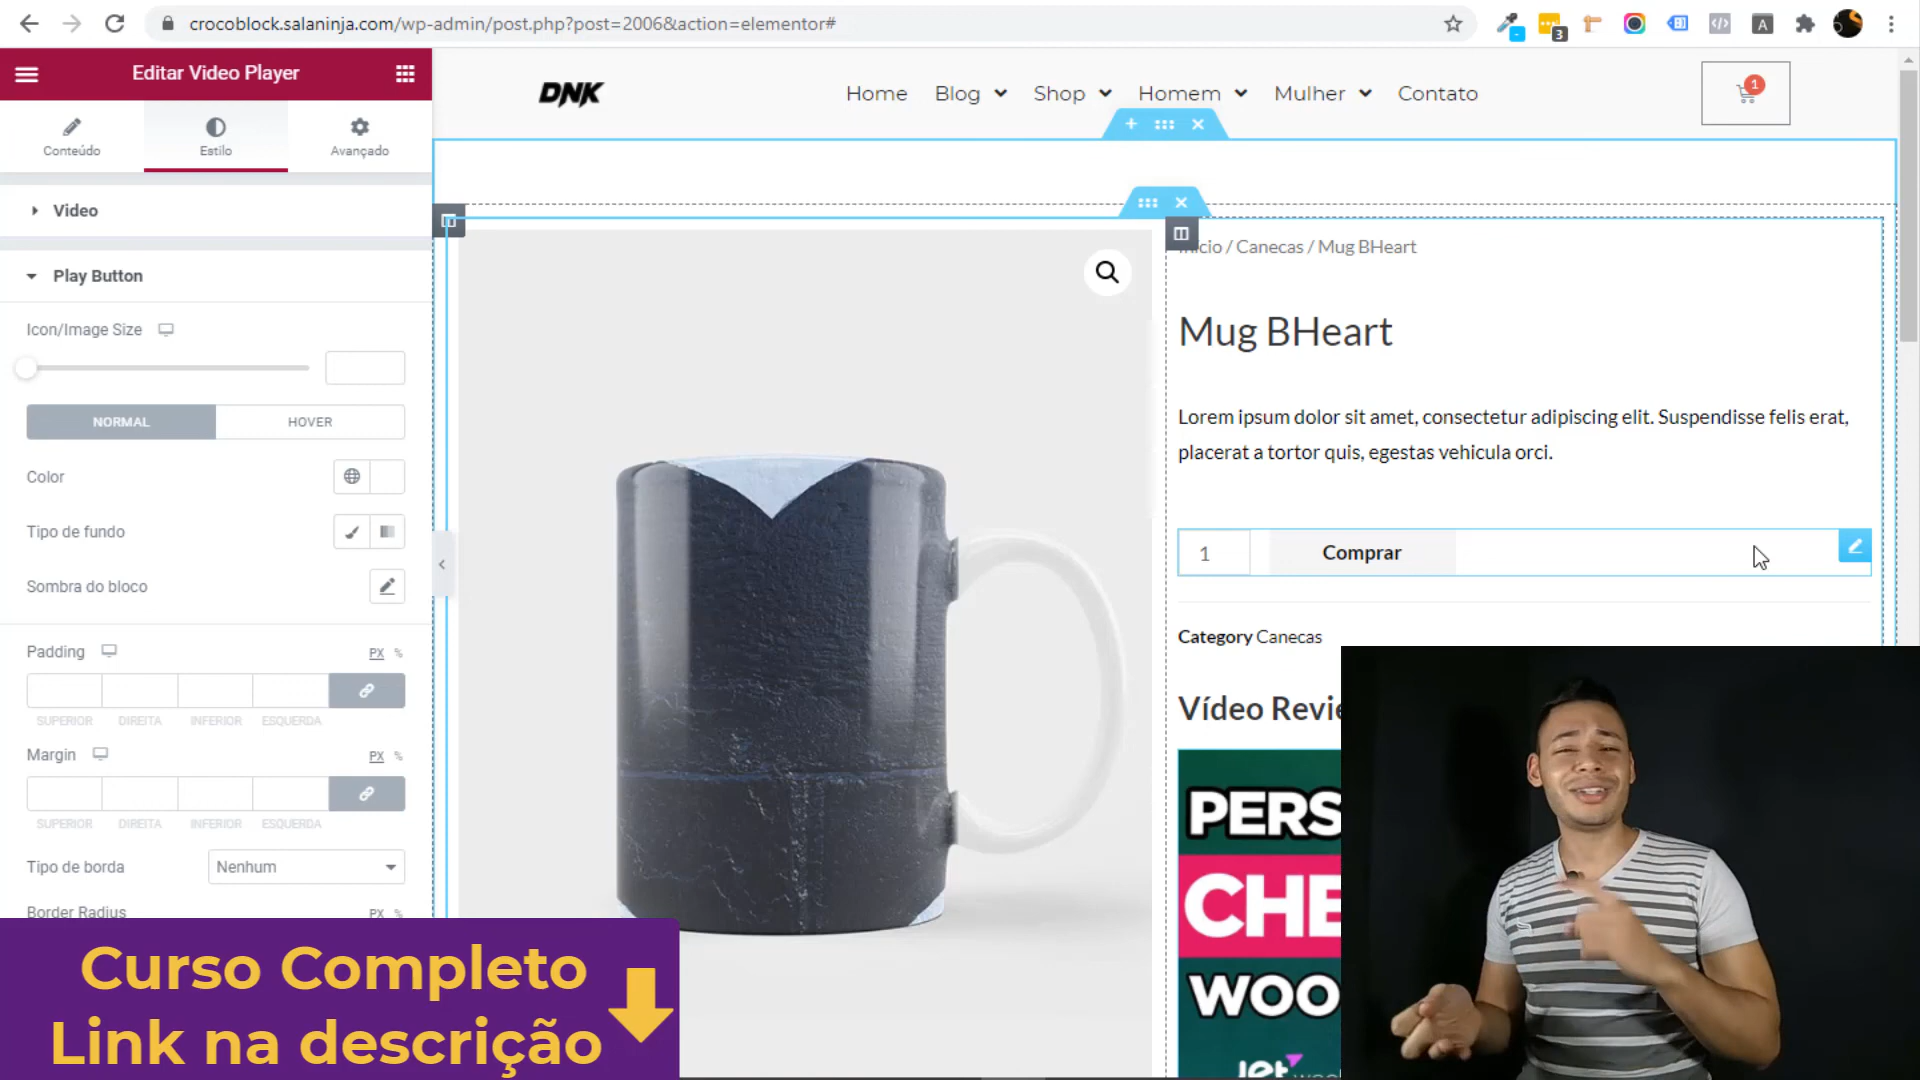 crocoblock.salaninja.com/wp-admin/post.php?post=2006&action=elementor#
3
A
Editar Video Player
Conteúdo
Estilo
Avançado
Video
Play Button
Icon/Image Size
NORMAL
HOVER
Color
Tipo de fundo
Sombra do bloco
Padding
PX %
SUPERIOR DIREITA INFERIOR ESQUERDA
Margin
PX %
SUPERIOR DIREITA INFERIOR ESQUERDA
Tipo de borda
Nenhum
Border Radius
PX %
Curso Completo
Link na descrição
DNK
Home Blog Shop Homem Mulher Contato
1
/ Canecas / Mug BHeart
Mug BHeart
Lorem ipsum dolor sit amet, consectetur adipiscing elit. Suspendisse felis erat,
placerat a tortor quis, egestas vehicula orci.
1
Comprar
Category Canecas
Vídeo
PERS
CHE
WOO
jet